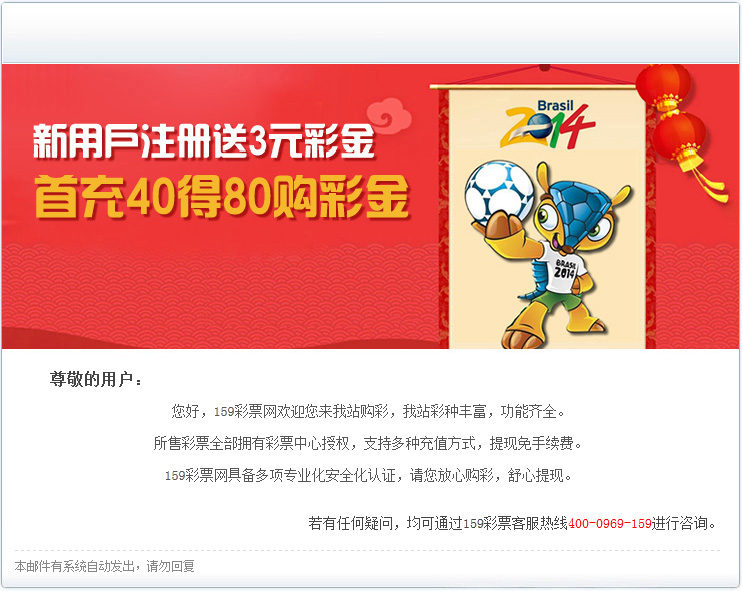 新用戶注册送3元彩金
首充40得80购彩金
Brasil
2014
BRASIL
2014
尊敬的用户：
您好，159彩票网欢迎您来我站购彩，我站彩种丰富，功能齐全。
所售彩票全部拥有彩票中心授权，支持多种充值方式，提现免手续费。
159彩票网具备多项专业化安全化认证，请您放心购彩，舒心提现。
若有任何疑问，均可通过159彩票客服热线400-0969-159进行咨询。
本邮件有系统自动发出，请勿回复